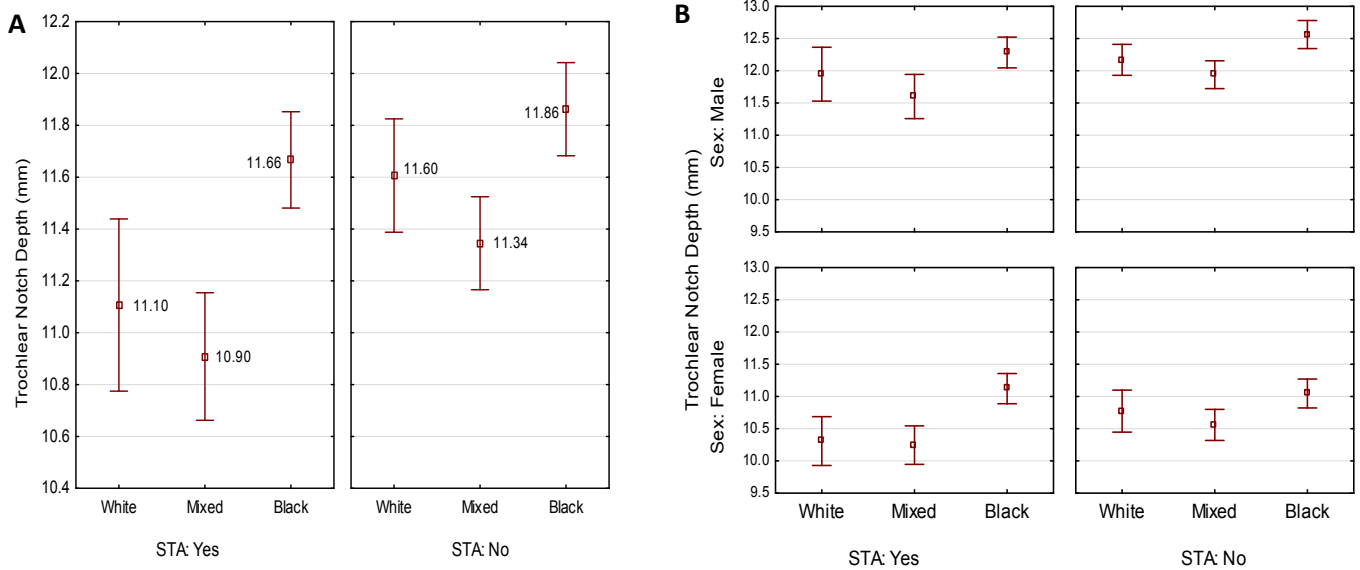 A
Trochlear Notch Depth (mm)
12.2
12.0
11.8
11.6
11.4
11.2
11.0
10.8
10.6
10.4
11.10
10.90
11.66
11.60
11.34
11.86
White Mixed Black
White Mixed Black
STA: Yes
STA: No
B
Trochlear Notch Depth (mm)
Sex: Male
13.0
12.5
12.0
11.5
11.0
10.5
10.0
9.5
Sex: Female
13.0
12.5
12.0
11.5
11.0
10.5
10.0
9.5
White Mixed Black
White Mixed Black
STA: Yes
STA: No